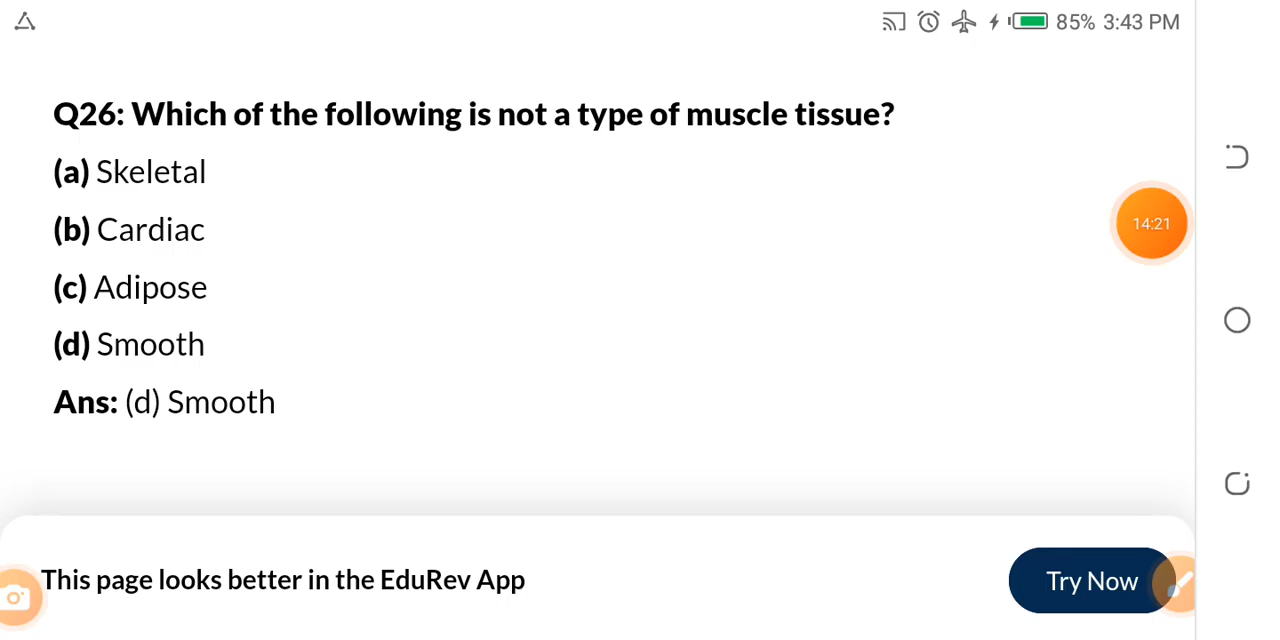 85% 3:43 PM
Q26: Which of the following is not a type of muscle tissue?
(a) Skeletal
(b) Cardiac
14:21
(c) Adipose
(d) Smooth
Ans: (d) Smooth
This page looks better in the EduRev App
Try Now